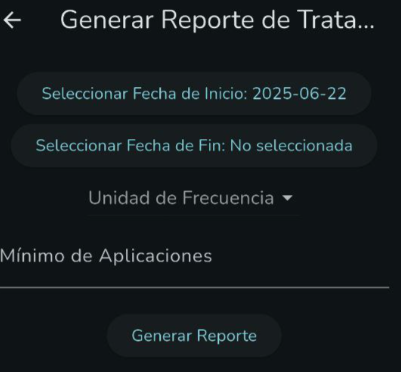 Generar Reporte de Trata...
Seleccionar Fecha de Inicio: 2025-06-22
Seleccionar Fecha de Fin: No seleccionada
Unidad de Frecuencia
Mínimo de Aplicaciones
Generar Reporte